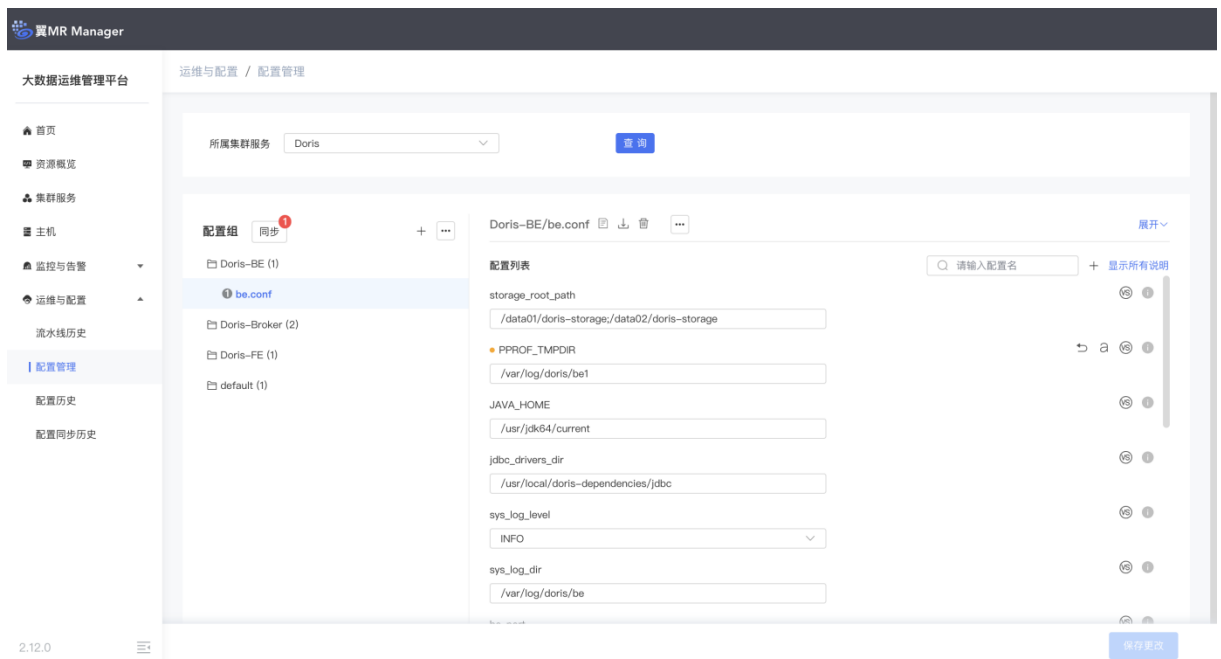 翼MR Manager
大数据运维管理平台
运维与配置 / 配置管理
首页
资源概览
集群服务
主机
监控与告警
运维与配置
流水线历史
配置管理
配置历史
配置同步历史
2.12.0
所属集群服务 Doris 查询
配置组 同步 1
Doris-BE (1)
1 be.conf
Doris-Broker (2)
Doris-FE (1)
default (1)
Doris-BE/be.conf 展开
配置列表 请输入配置名 显示所有说明
storage_root_path
/data01/doris-storage;/data02/doris-storage
PPROF_TMPDIR
/var/log/doris/be1
JAVA_HOME
/usr/jdk64/current
jdbc_drivers_dir
/usr/local/doris-dependencies/jdbc
sys_log_level
INFO
sys_log_dir
/var/log/doris/be
保存更改